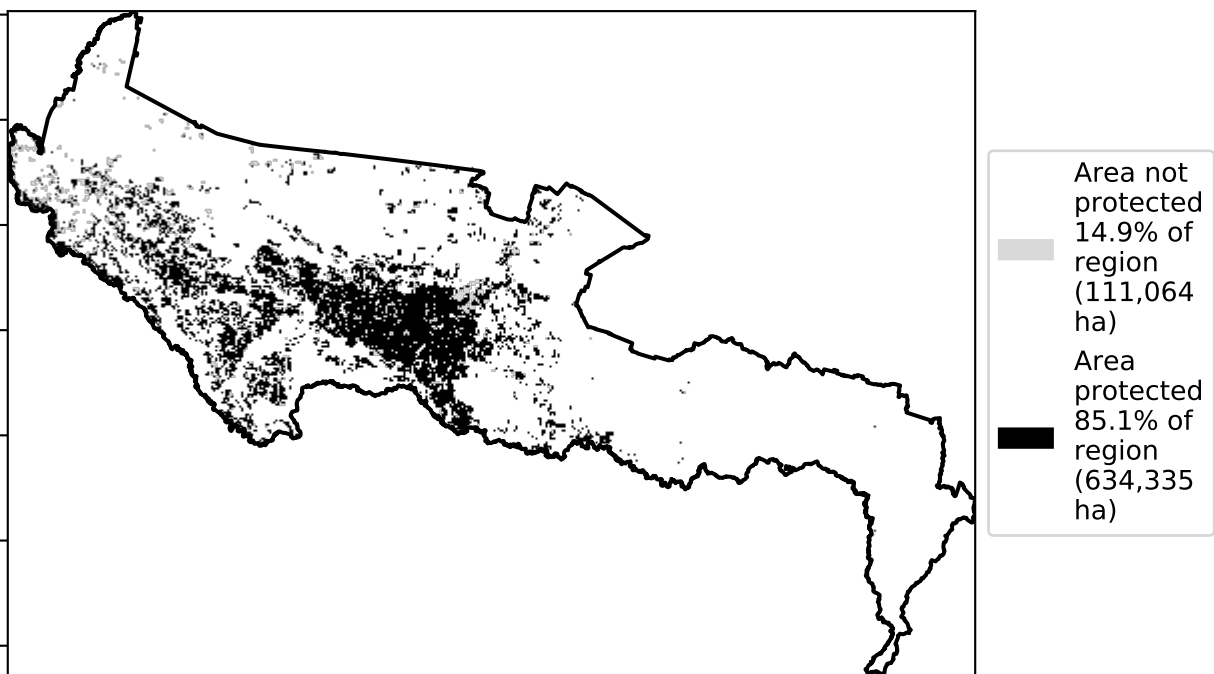 Area not
protected
14.9% of
region
(111,064
ha)
Area
protected
85.1% of
region
(634,335
ha)